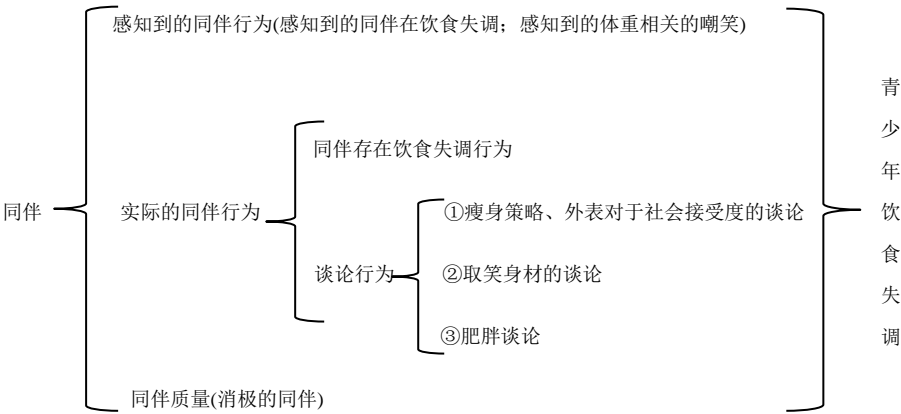 感知到的同伴行为(感知到的同伴在饮食失调；感知到的体重相关的嘲笑)
同伴存在饮食失调行为
同伴
实际的同伴行为
①瘦身策略、外表对于社会接受度的谈论
谈论行为
②取笑身材的谈论
③肥胖谈论
同伴质量(消极的同伴)
青少年饮食失调